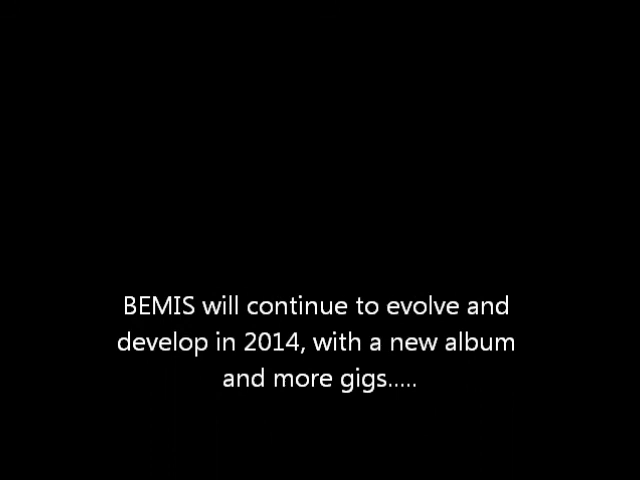 BEMIS will continue to evolve and
develop in 2014, with a new album
and more gigs.....